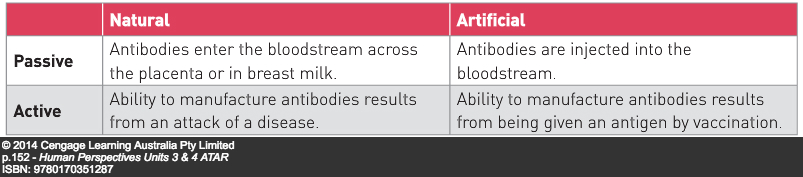 Natural Artificial
Passive Antibodies enter the bloodstream across the placenta or in breast milk. Antibodies are injected into the bloodstream.
Active Ability to manufacture antibodies results from an attack of a disease. Ability to manufacture antibodies results from being given an antigen by vaccination.
© 2014 Cengage Learning Australia Pty Limited
p.152 - Human Perspectives Units 3 & 4 ATAR
ISBN: 9780170351287